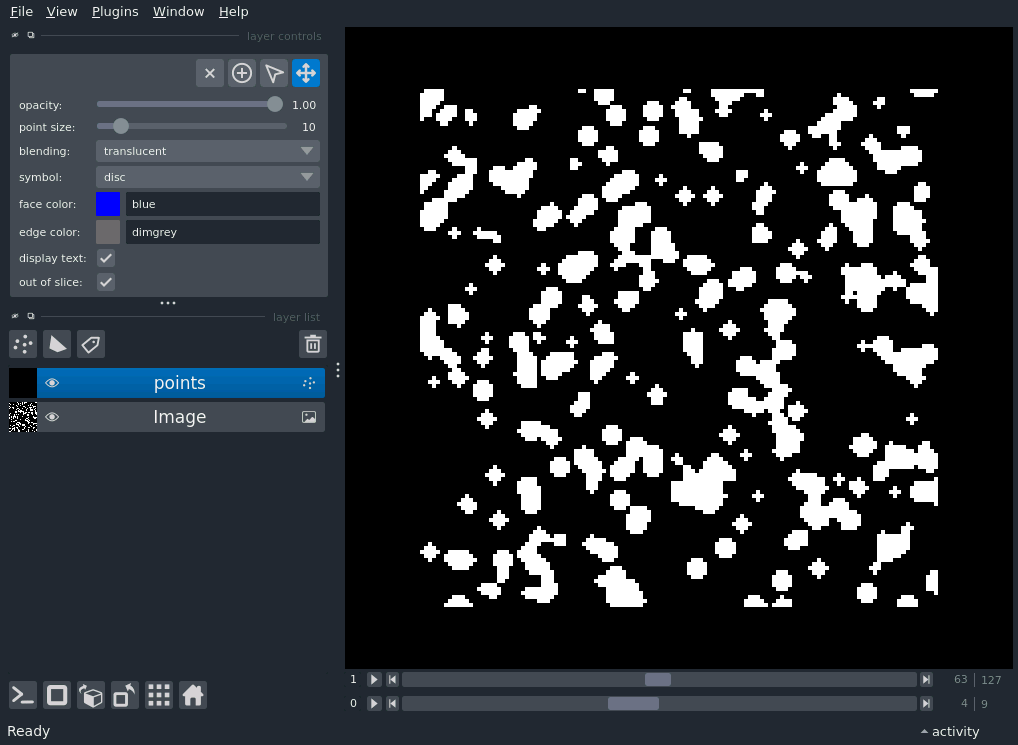 File View Plugins Window Help
layer controls
opacity: 1.00
point size: 10
blending: translucent
symbol: disc
face color: blue
edge color: dimgrey
display text:
out of slice:
layer list
points
Image
1 63 127
0 4 9
Ready activity